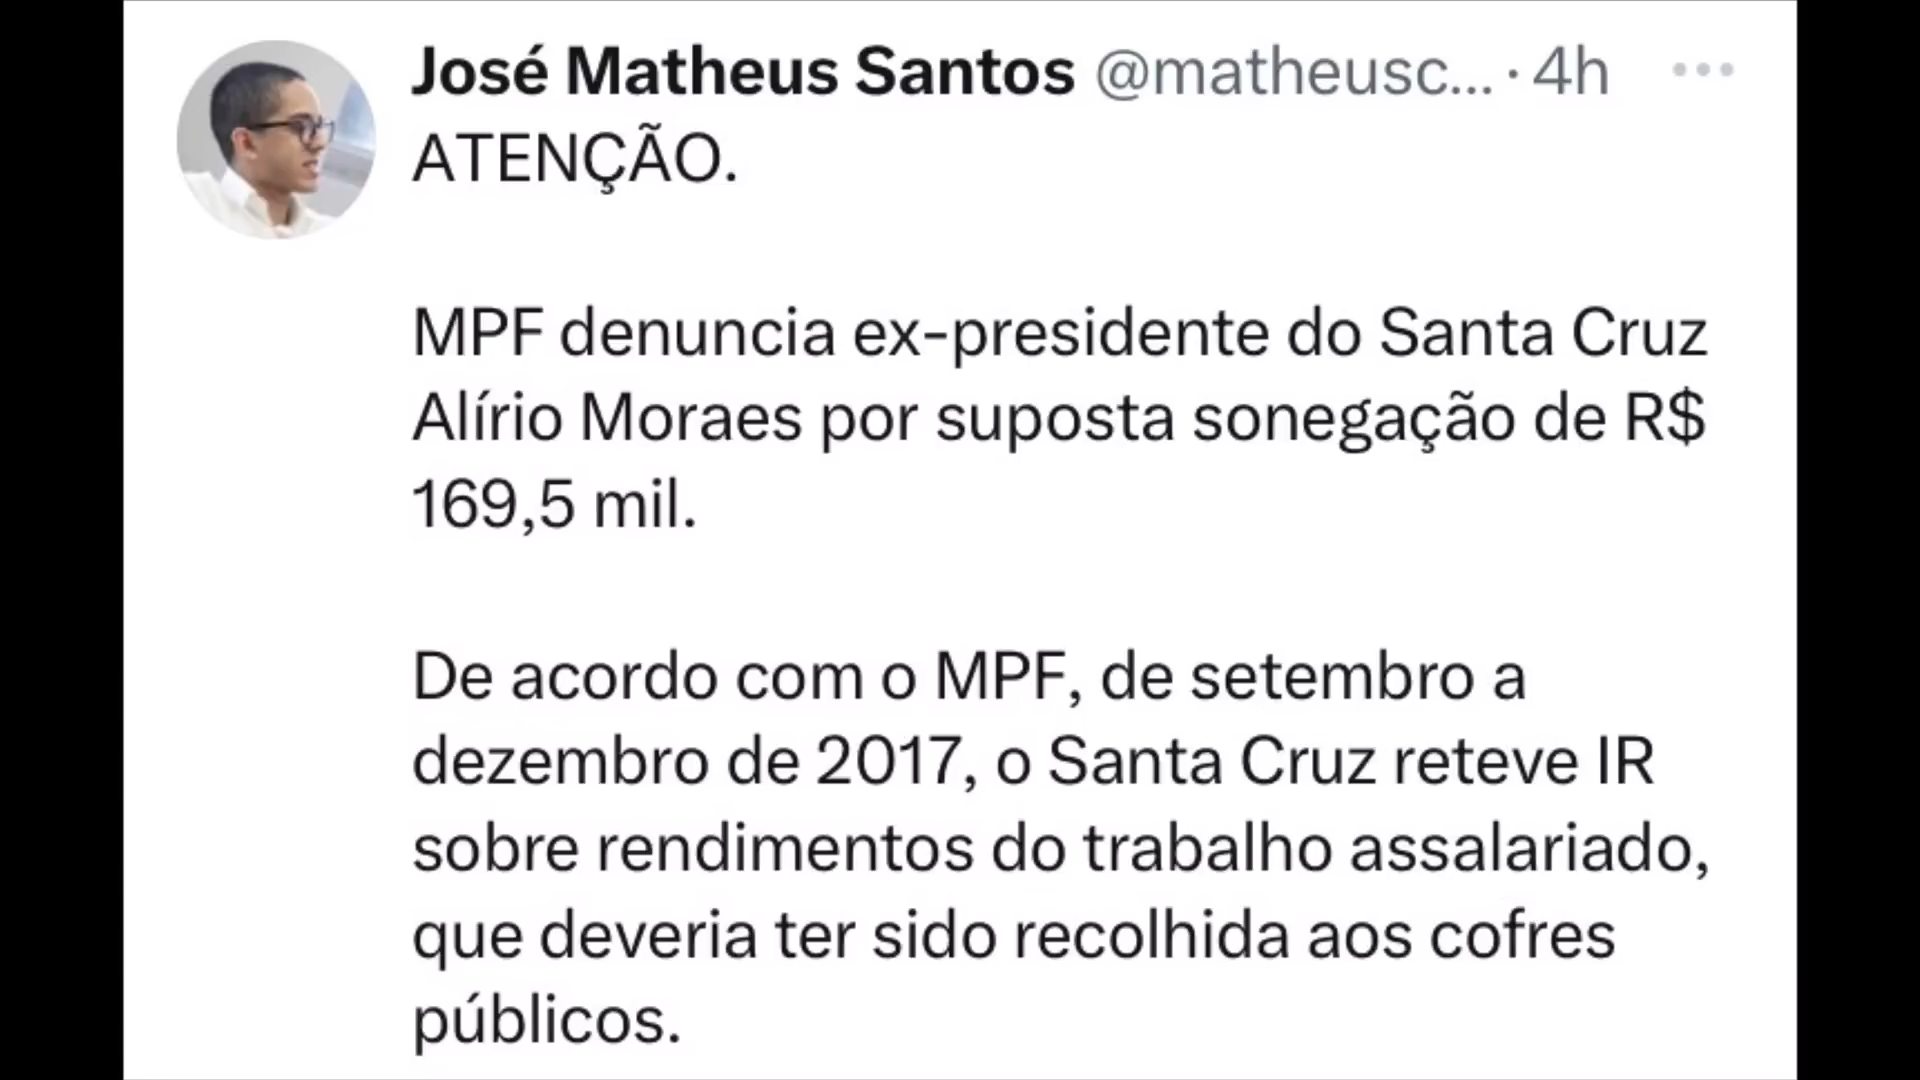 José Matheus Santos @matheusc... · 4h
ATENÇÃO.
MPF denuncia ex-presidente do Santa Cruz
Alírio Moraes por suposta sonegação de R$
169,5 mil.
De acordo com o MPF, de setembro a
dezembro de 2017, o Santa Cruz reteve IR
sobre rendimentos do trabalho assalariado,
que deveria ter sido recolhida aos cofres
públicos.